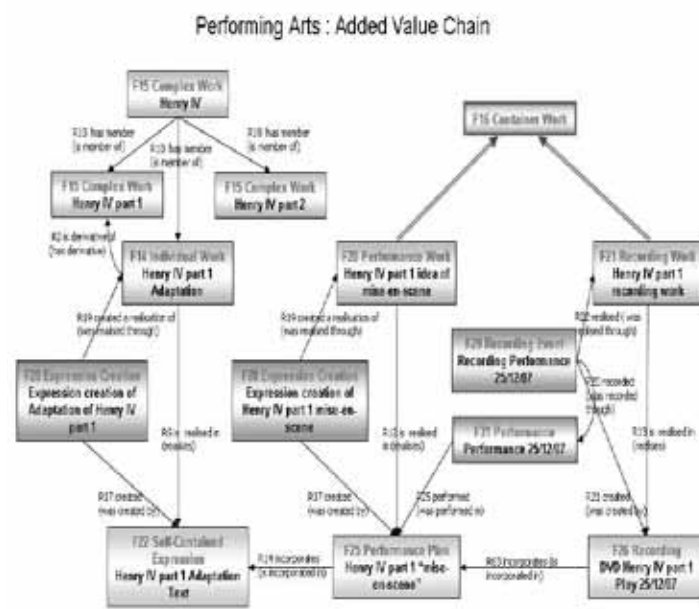 Performing Arts : Added Value Chain
F15 Complex Work
Henry IV
F16 Container Work
R10 has member
(is member of)
R10 has member
(is member of)
R10 has member
(is member of)
F15 Complex Work
Henry IV part 1
F15 Complex Work
Henry IV part 2
R2 is derivative of
(has derivative)
F14 Individual Work
Henry IV part 1
Adaptation
F20 Performance Work
Henry IV part 1 idea of
mise-en-scene
F21 Recording Work
Henry IV part 1
recording work
R19 created a realisation of
(was realised through)
R19 created a realisation of
(was realised through)
realised (was
realised through)
F29 Recording Event
Recording Performance
25/12/07
F28 Expression Creation
Expression creation of
Adaptation of Henry IV
part 1
F28 Expression Creation
Expression creation of
Henry IV part 1 mise-en-
scene
recorded
(was recorded
through)
F31 Performance
Performance 25/12/07
R9 is realised in
(realises)
is realised
in (realises)
R13 is realised in
(realises)
R17 created
(was created by)
R17 created
(was created by)
R25 performed
(was performed in)
R21 created
(was created by)
F22 Self-Contained
Expression
Henry IV part 1 Adaptation
Text
incorporates
(is incorporated in)
F25 Performance Plan
Henry IV part 1 "mise-
en-scene"
incorporates (is
incorporated in)
F26 Recording
DVD Henry IV part 1
Play 25/12/07